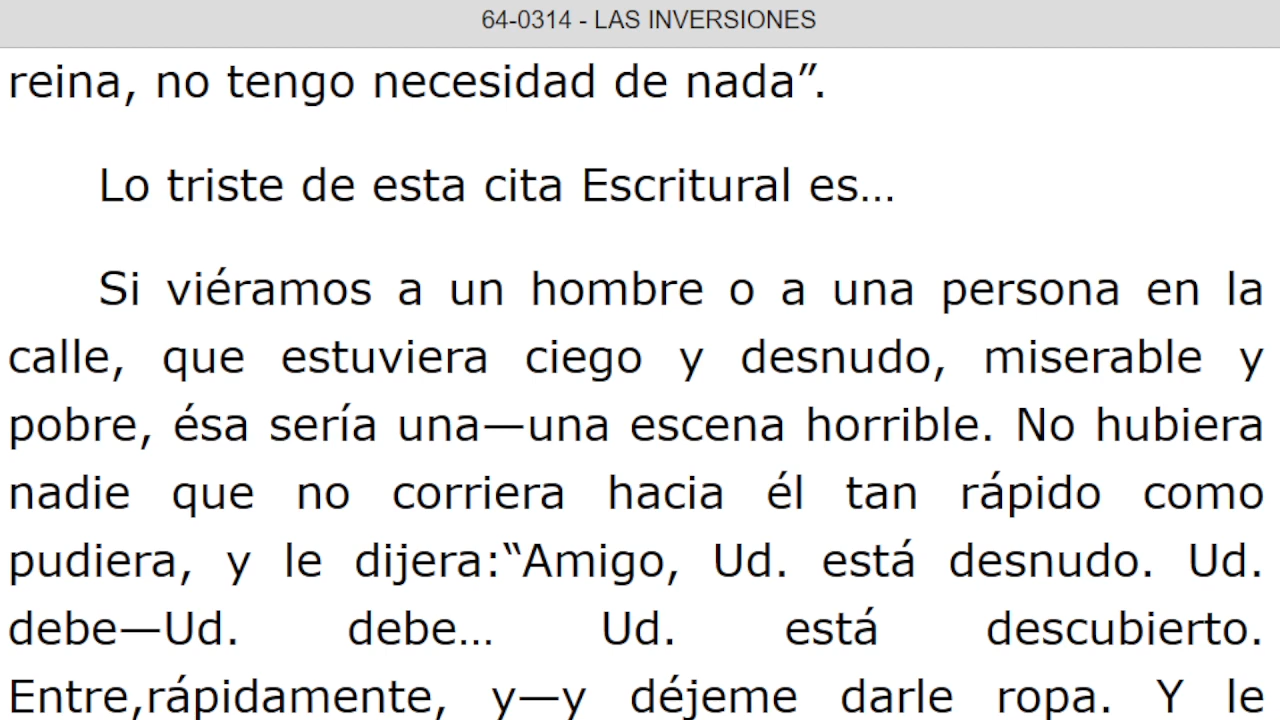 64-0314 - LAS INVERSIONES
reina, no tengo necesidad de nada”.
Lo triste de esta cita Escritural es…
Si viéramos a un hombre o a una persona en la
calle, que estuviera ciego y desnudo, miserable y
pobre, ésa sería una—una escena horrible. No hubiera
nadie que no corriera hacia él tan rápido como
pudiera, y le dijera:“Amigo, Ud. está desnudo. Ud.
debe—Ud. debe… Ud. está descubierto.
Entre,rápidamente, y—y déjeme darle ropa. Y le